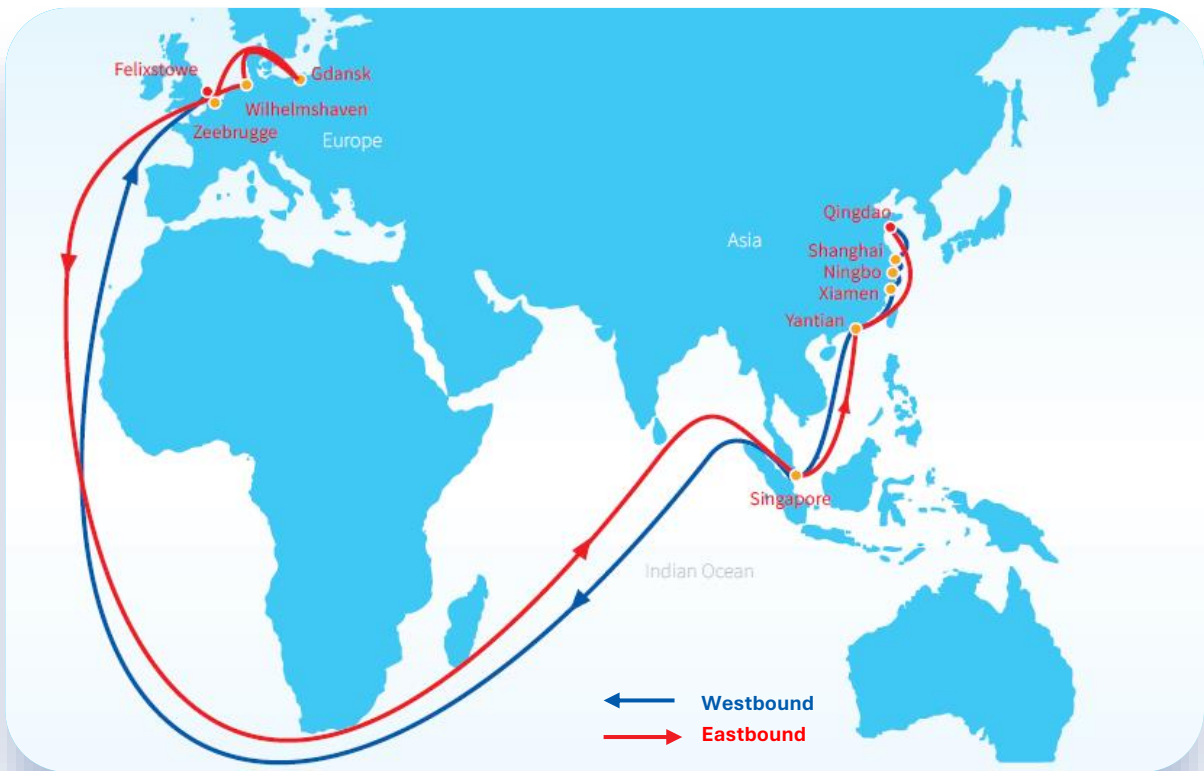 Felixstowe
Gdansk
Wilhelmshaven
Zeebrugge
Europe
Qingdao
Asia
Shanghai
Ningbo
Xiamen
Yantian
Singapore
Indian Ocean
Westbound
Eastbound